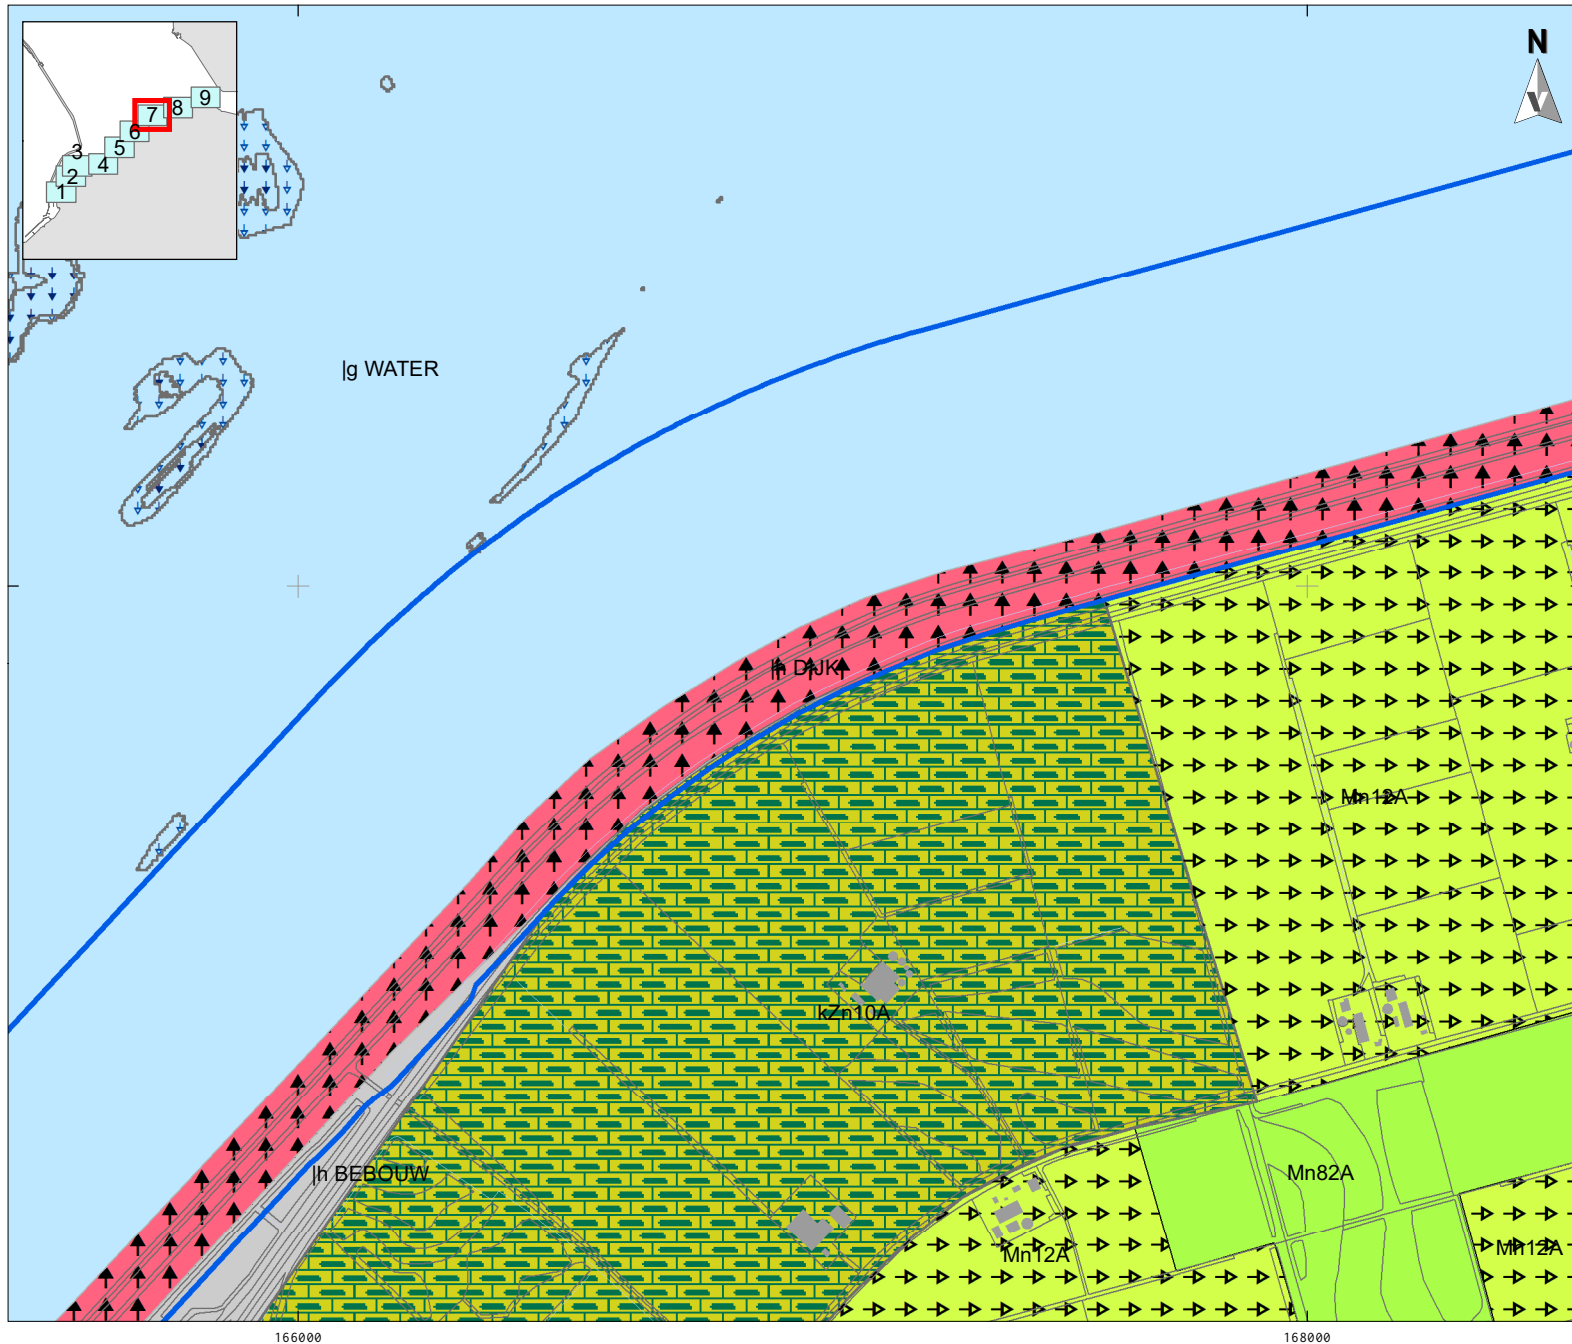 N
9
8
7
6
5
4
3
2
1
|g WATER
|h DIJK
Mn12A
kZn10A
|h BEBOUW
Mn82A
Mn12A
Mn12A
166000
168000